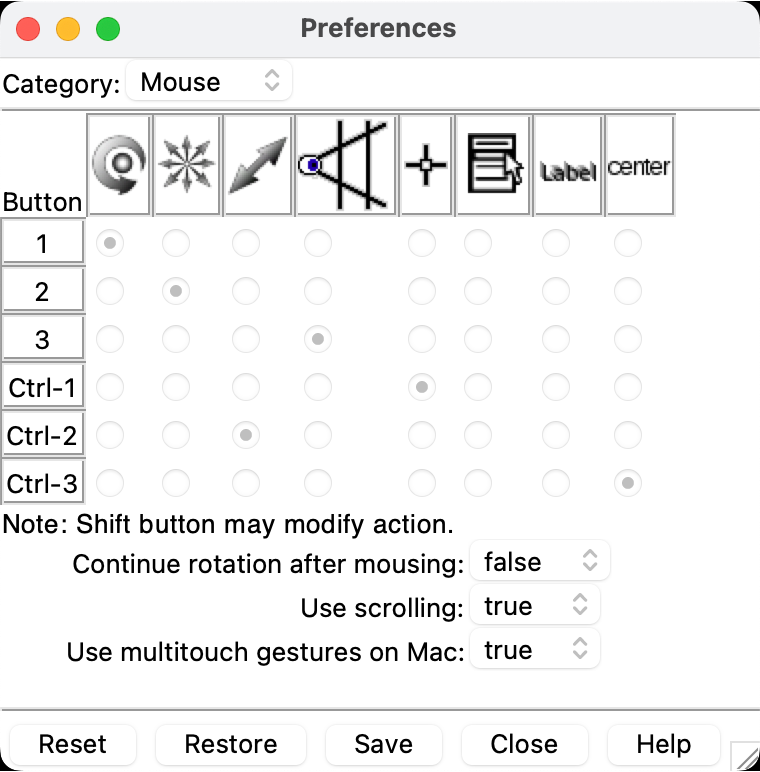 Preferences
Category: Mouse
Button Label center
1
2
3
Ctrl-1
Ctrl-2
Ctrl-3
Note: Shift button may modify action.
Continue rotation after mousing: false
Use scrolling: true
Use multitouch gestures on Mac: true
Reset Restore Save Close Help